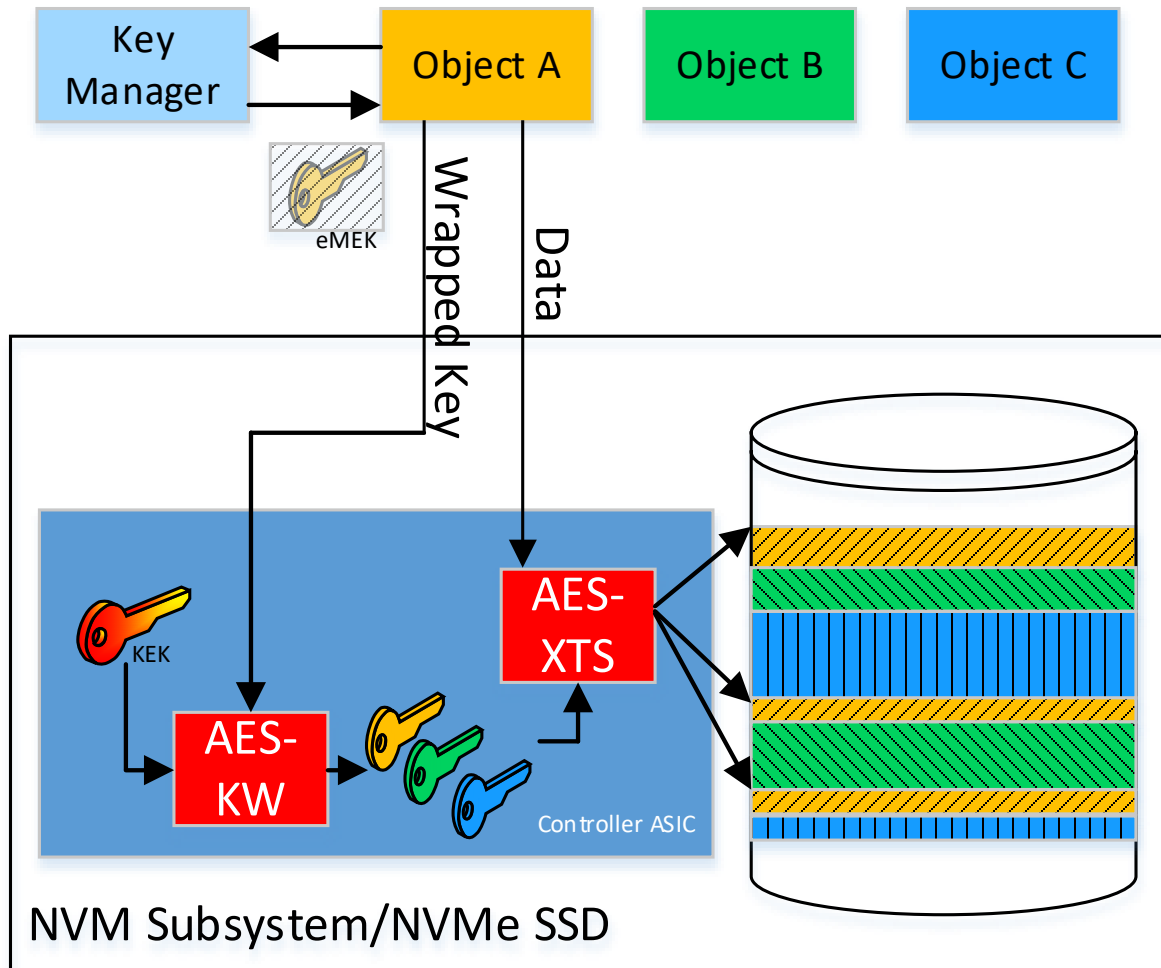 Key
Manager
Object A
Object B
Object C
eMEK
Wrapped Key
Data
KEK
AES-
KW
AES-
XTS
Controller ASIC
NVM Subsystem/NVMe SSD